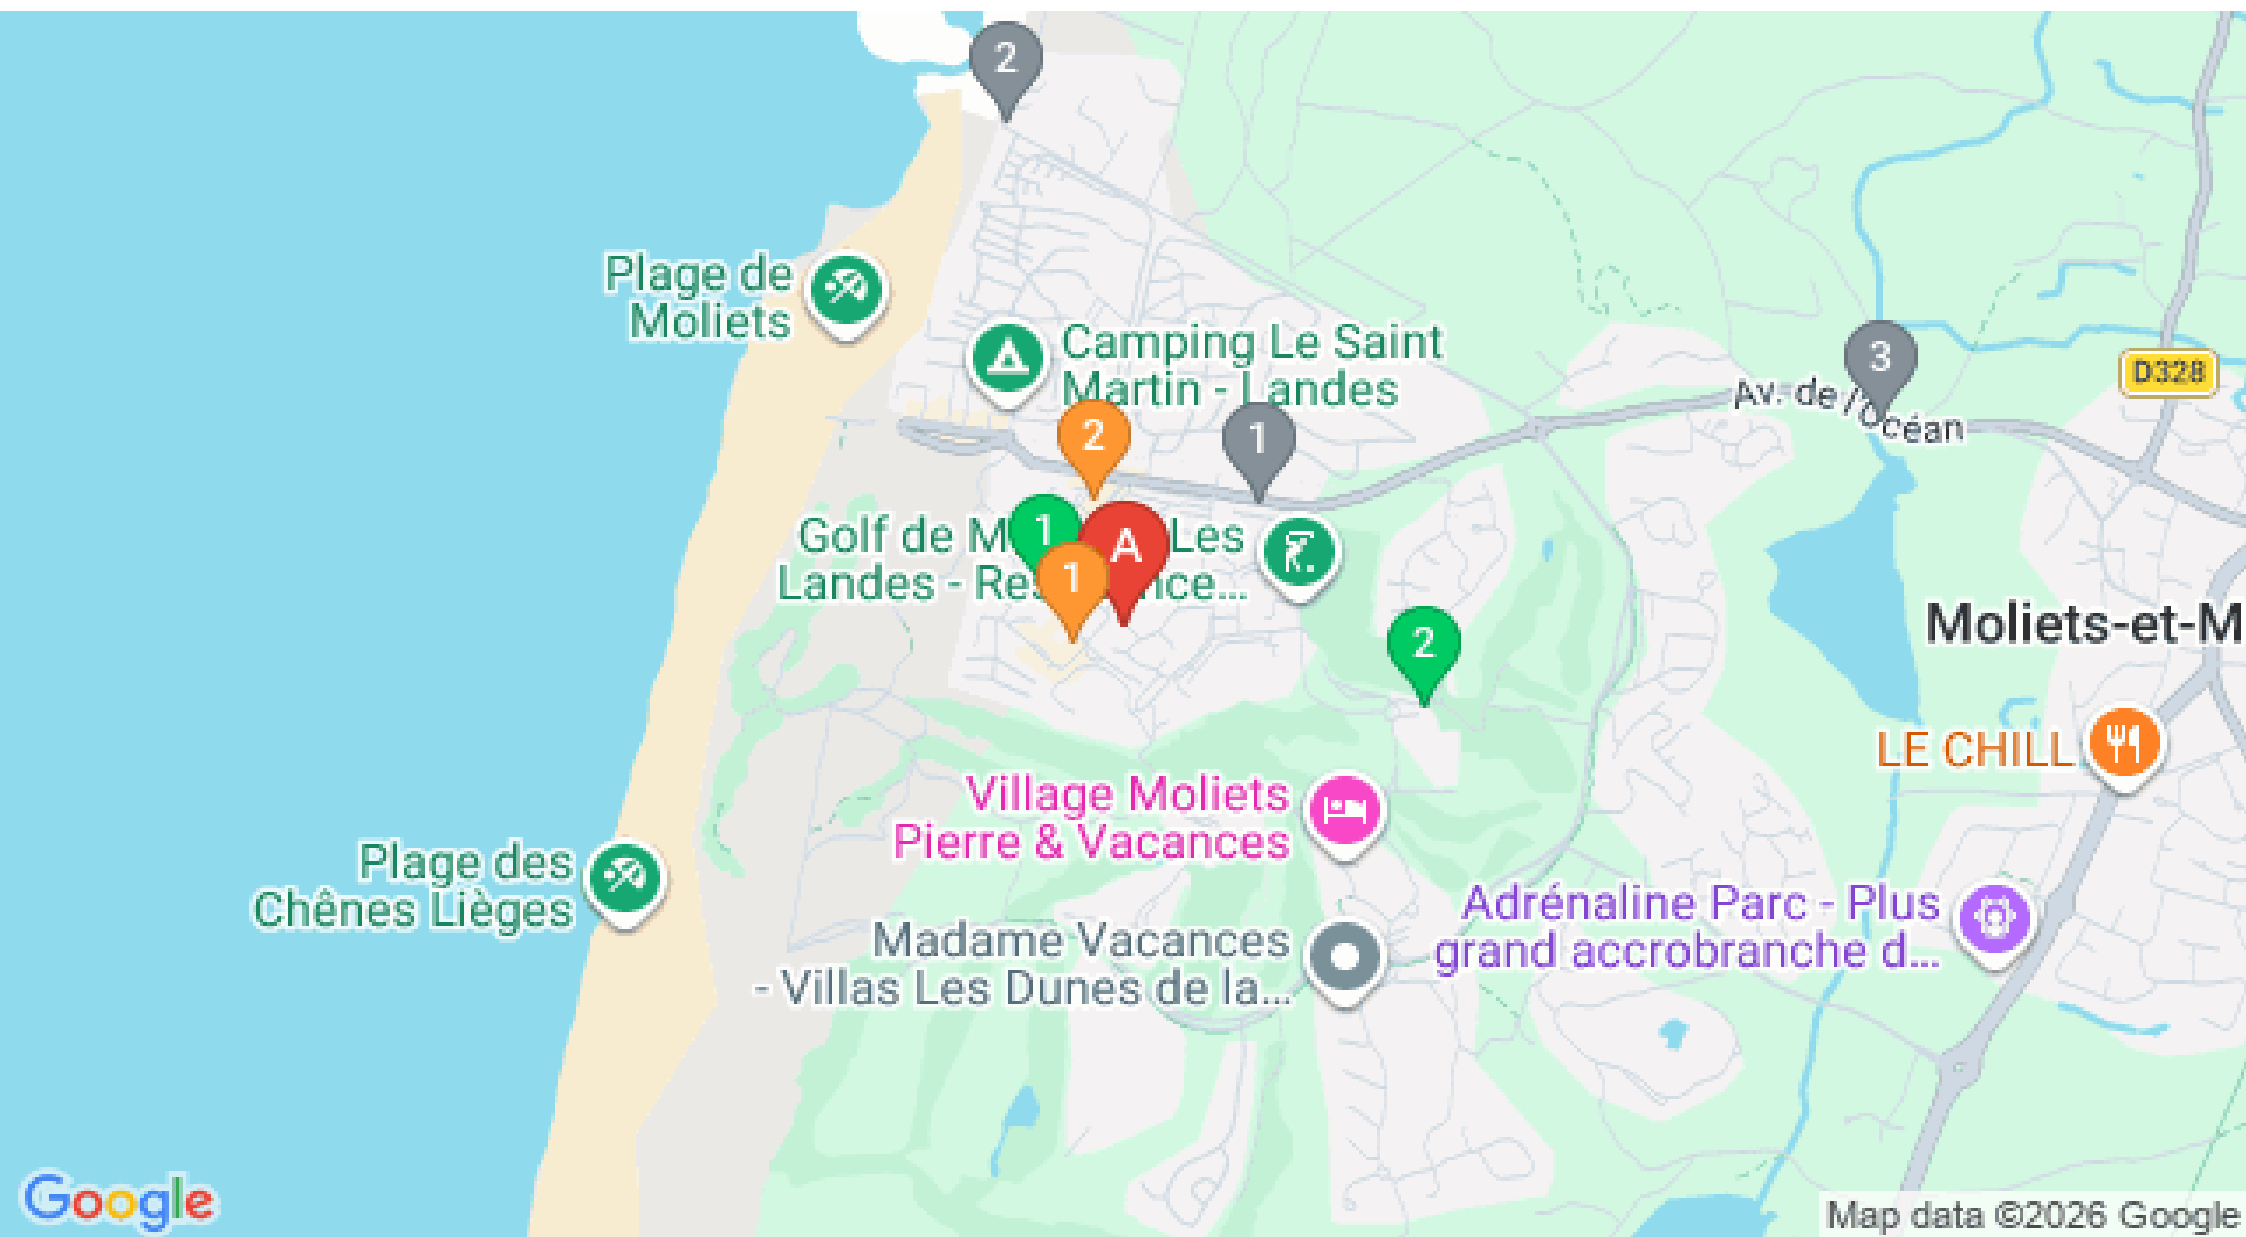 2
Plage de
Moliets
Camping Le Saint
Martin - Landes
3
D328
Av. de l'Océan
2
1
1
A
1
Golf de M Les
Landes - Re nce...
2
Moliets-et-M
LE CHILL
Village Moliets
Pierre & Vacances
Plage des
Chênes Lièges
Adrénaline Parc - Plus
grand accrobranche d...
Madame Vacances
- Villas Les Dunes de la...
Google
Map data ©2026 Google